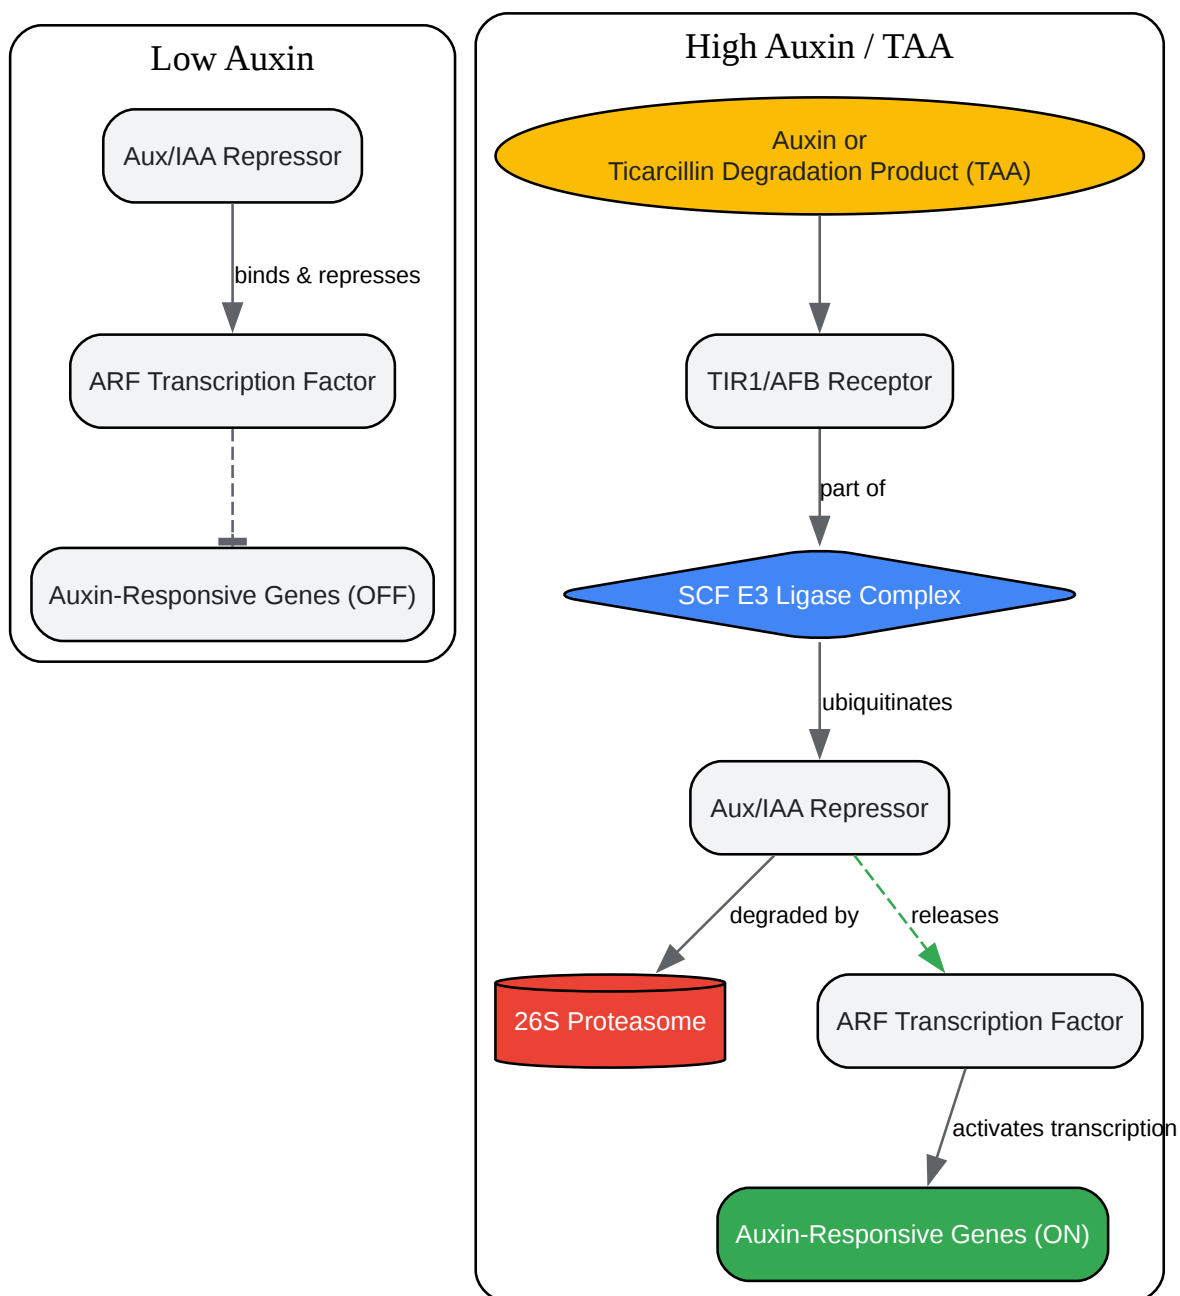 Low Auxin
Aux/IAA Repressor
binds & represses
ARF Transcription Factor
Auxin-Responsive Genes (OFF)
High Auxin / TAA
Auxin or
Ticarcillin Degradation Product (TAA)
TIR1/AFB Receptor
part of
SCF E3 Ligase Complex
ubiquitinates
Aux/IAA Repressor
degraded by
releases
26S Proteasome
ARF Transcription Factor
activates transcription
Auxin-Responsive Genes (ON)